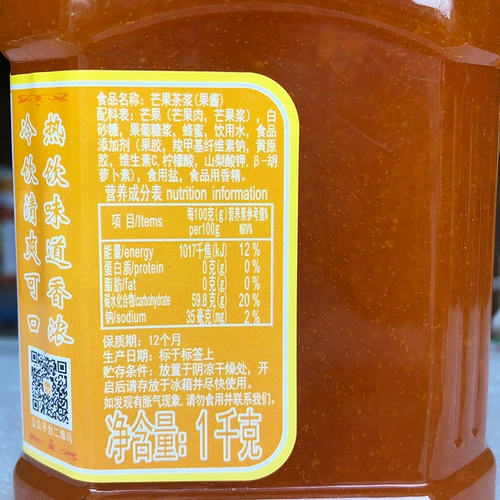 热饮味道香浓
冷饮清爽可口
公众平台二维码
食品名称：芒果茶浆(果酱)
配料表：芒果（芒果肉，芒果浆），白
砂糖，果葡糖浆，蜂蜜，饮用水，食品
添加剂（果胶，羧甲基纤维素钠，黄原
胶，维生素C,柠檬酸，山梨酸钾，β-胡
萝卜素），食用盐，食品用香精。
营养成分表 nutrition information
项 目/Items 每100克(g) per100g 营养素参考值% NRV%
能量/energy 1017千焦(kJ) 12%
蛋白质/protein 0克(g) 0%
脂肪/fat 0克(g) 0%
碳水化合物/carbohydrate 59.8克(g) 20%
钠/sodium 35毫克(mg) 2%
保质期：12个月
生产日期：标于标签上
贮存条件：放置于阴凉干燥处，开
启后请存放于冰箱并尽快使用。
如发现有胀气现象，请勿食用并联系我们。
净含量：1千克